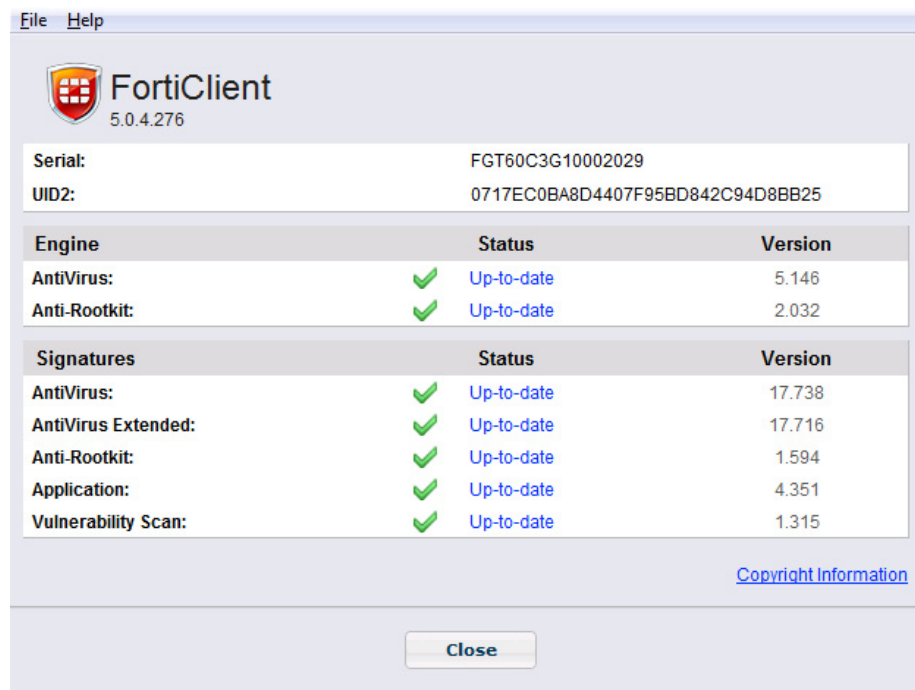 File Help
FortiClient
5.0.4.276
Serial: FGT60C3G10002029
UID2: 0717EC0BA8D4407F95BD842C94D8BB25
Engine Status Version
AntiVirus: Up-to-date 5.146
Anti-Rootkit: Up-to-date 2.032
Signatures Status Version
AntiVirus: Up-to-date 17.738
AntiVirus Extended: Up-to-date 17.716
Anti-Rootkit: Up-to-date 1.594
Application: Up-to-date 4.351
Vulnerability Scan: Up-to-date 1.315
Copyright Information
Close